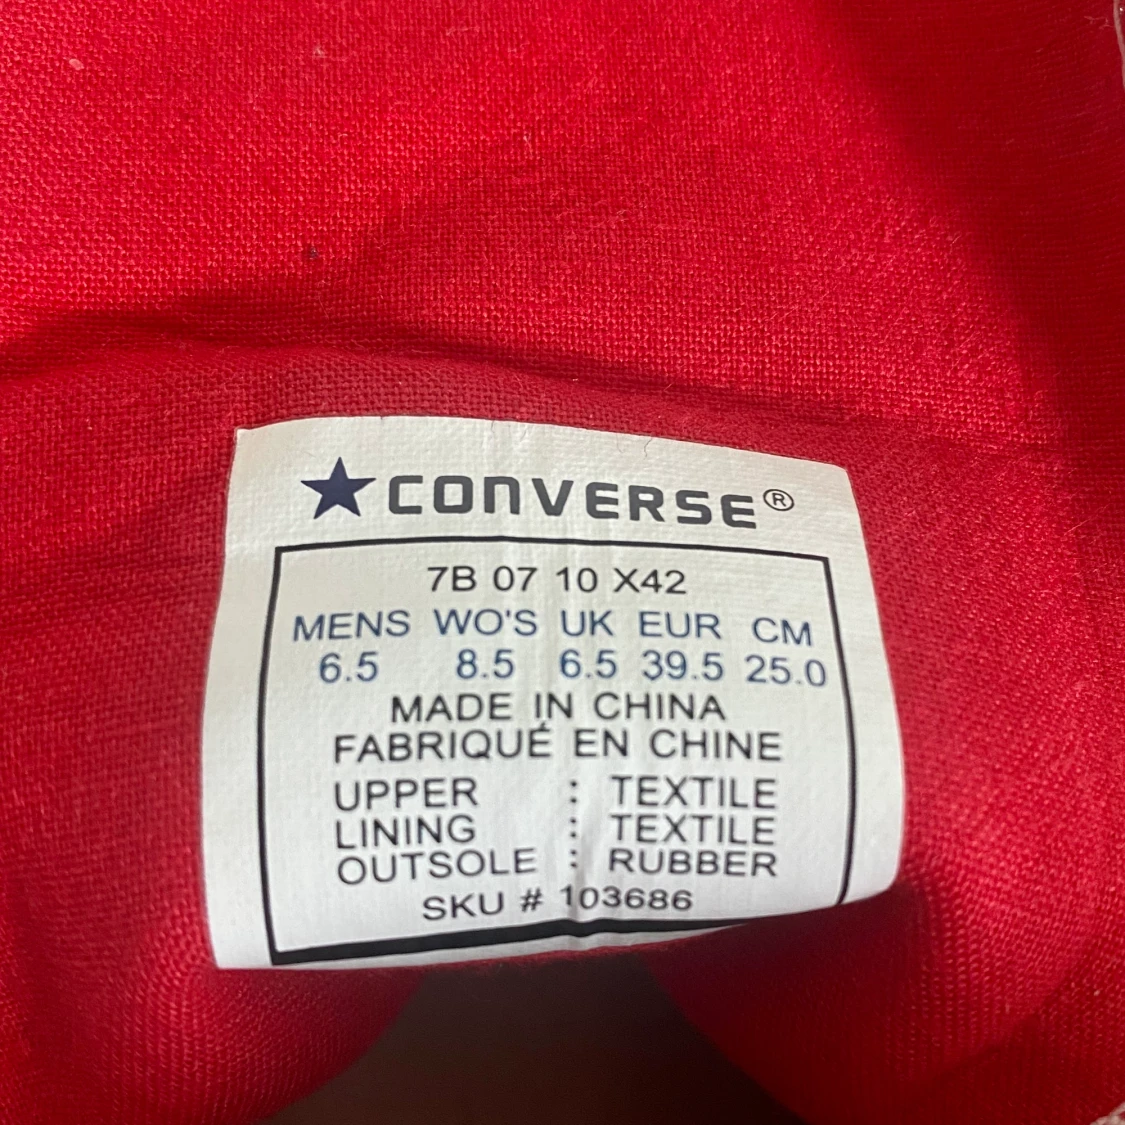 ★CONVERSE®
7B 07 10 X42
MENS WO'S UK EUR CM
6.5 8.5 6.5 39.5 25.0
MADE IN CHINA
FABRIQUÉ EN CHINE
UPPER : TEXTILE
LINING : TEXTILE
OUTSOLE : RUBBER
SKU # 103686